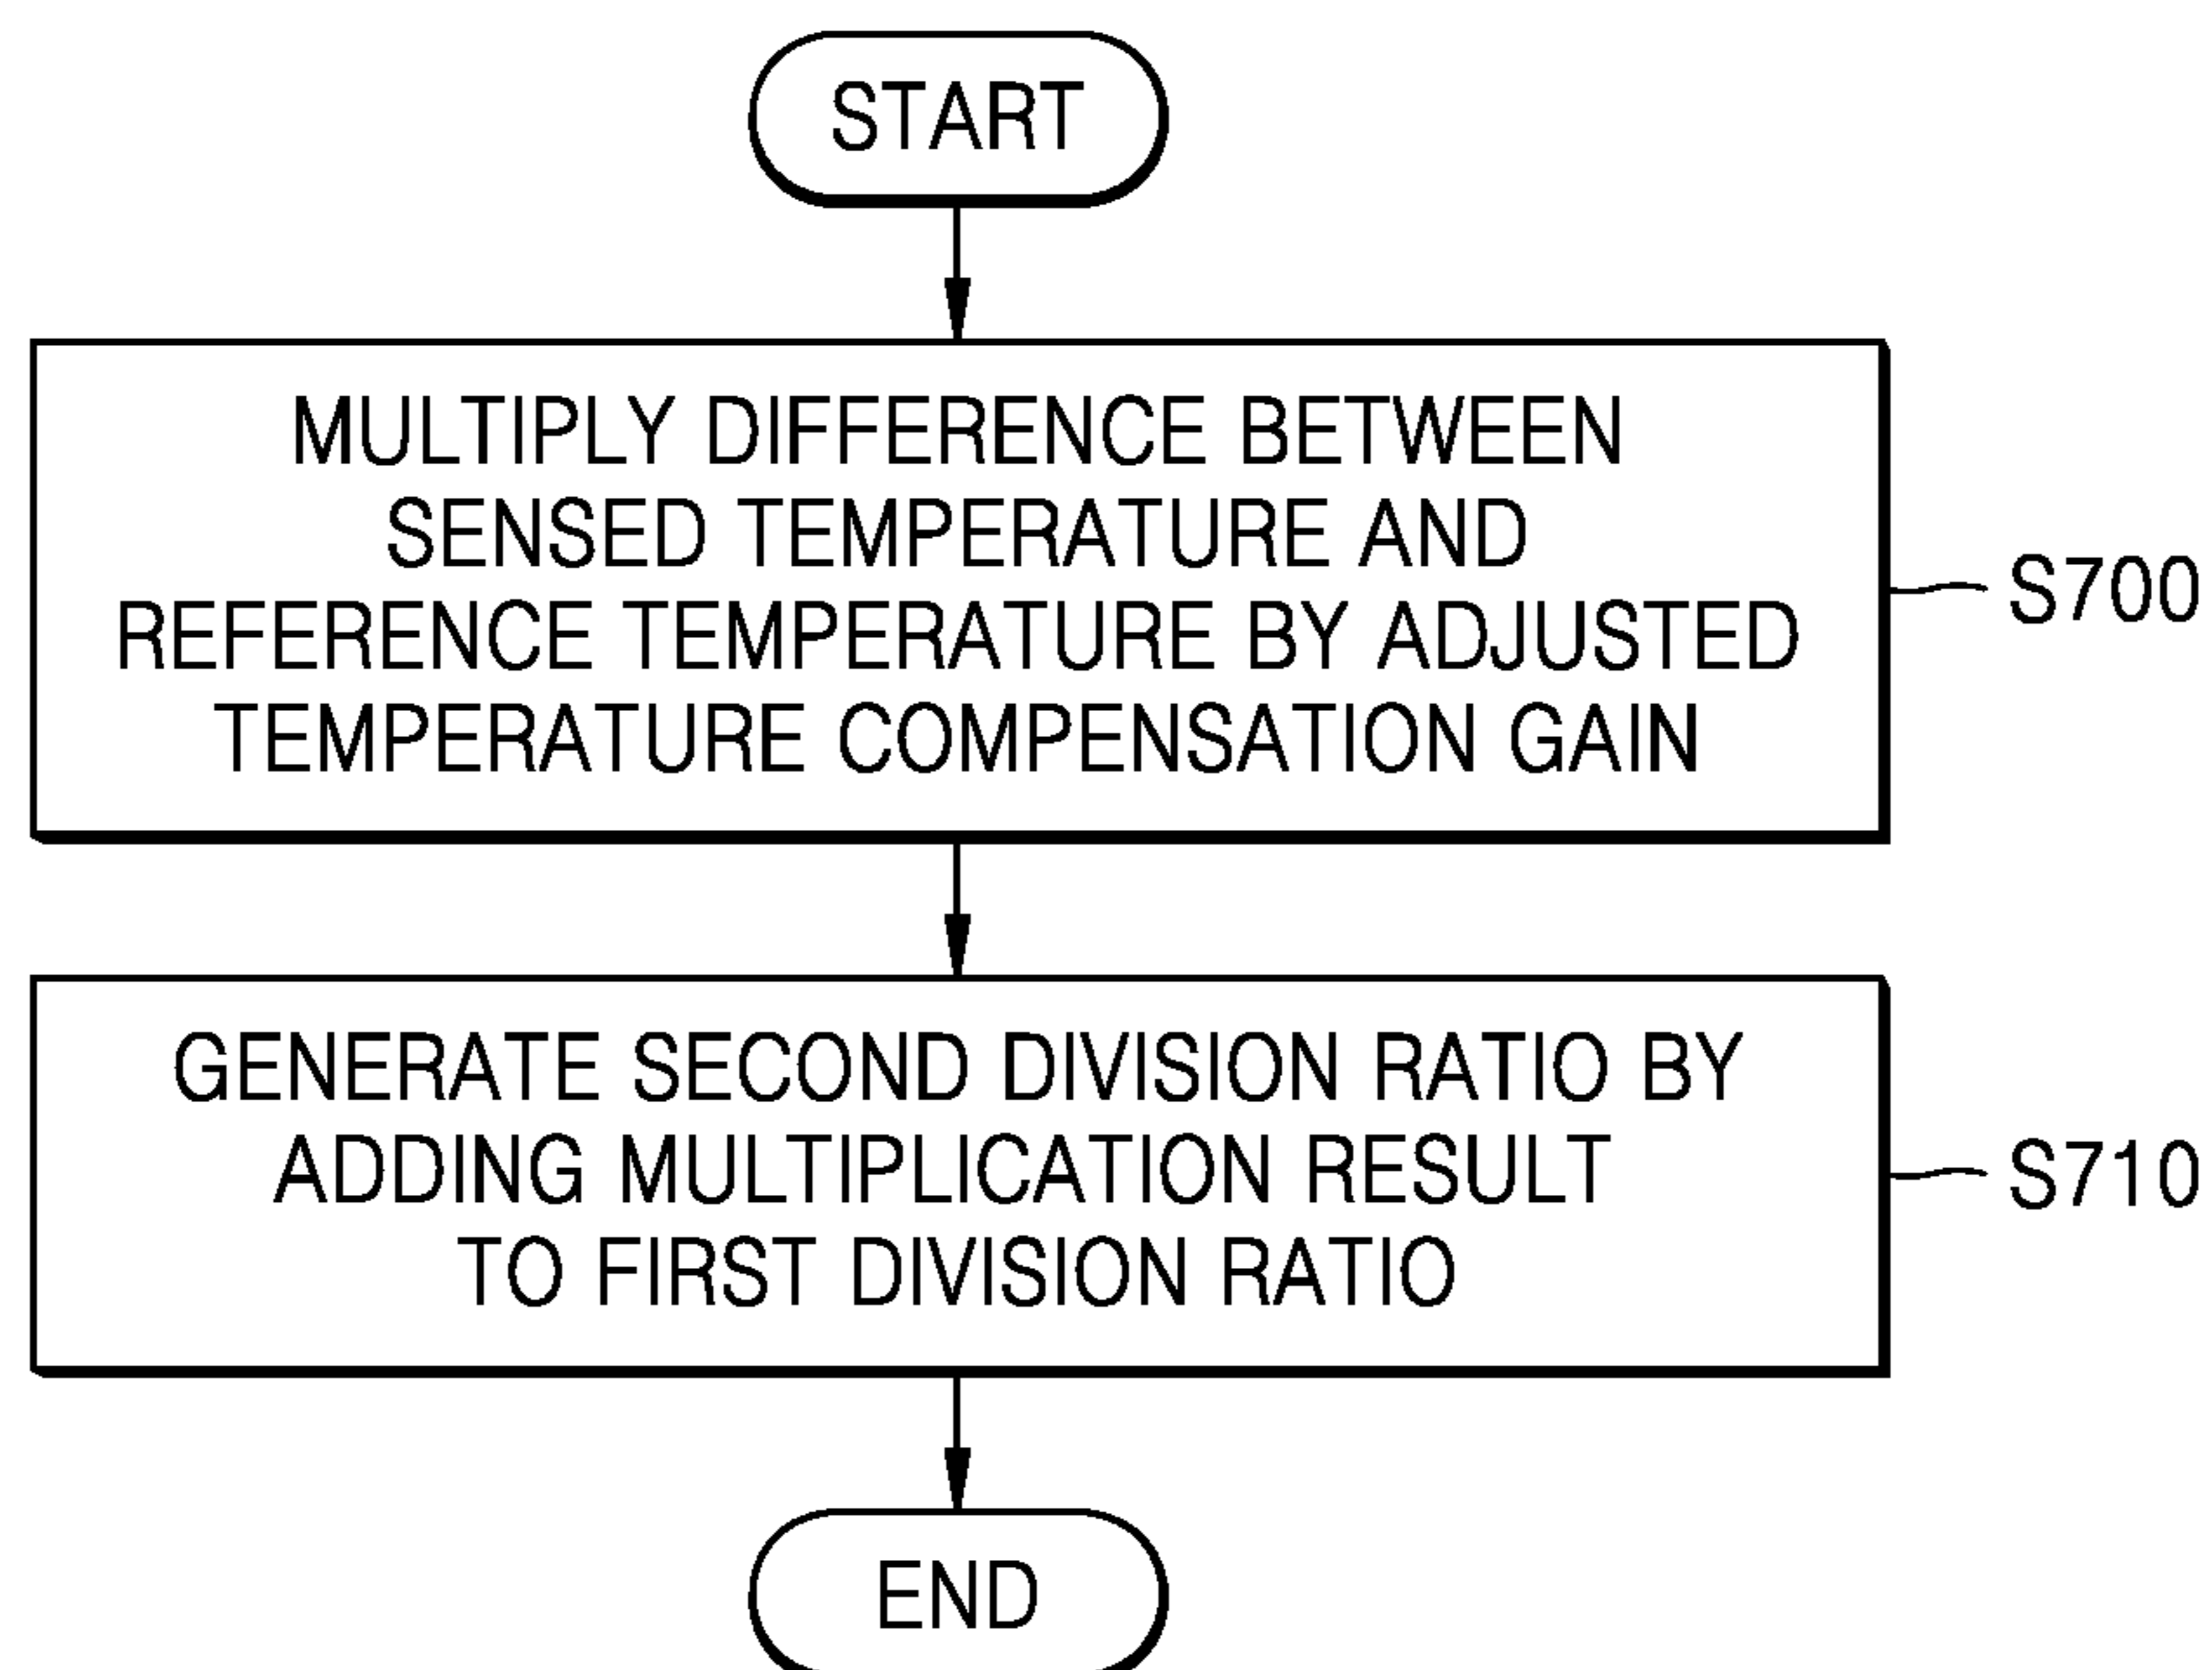 START
MULTIPLY DIFFERENCE BETWEEN
SENSED TEMPERATURE AND
REFERENCE TEMPERATURE BY ADJUSTED
TEMPERATURE COMPENSATION GAIN
S700
GENERATE SECOND DIVISION RATIO BY
ADDING MULTIPLICATION RESULT
TO FIRST DIVISION RATIO
S710
END